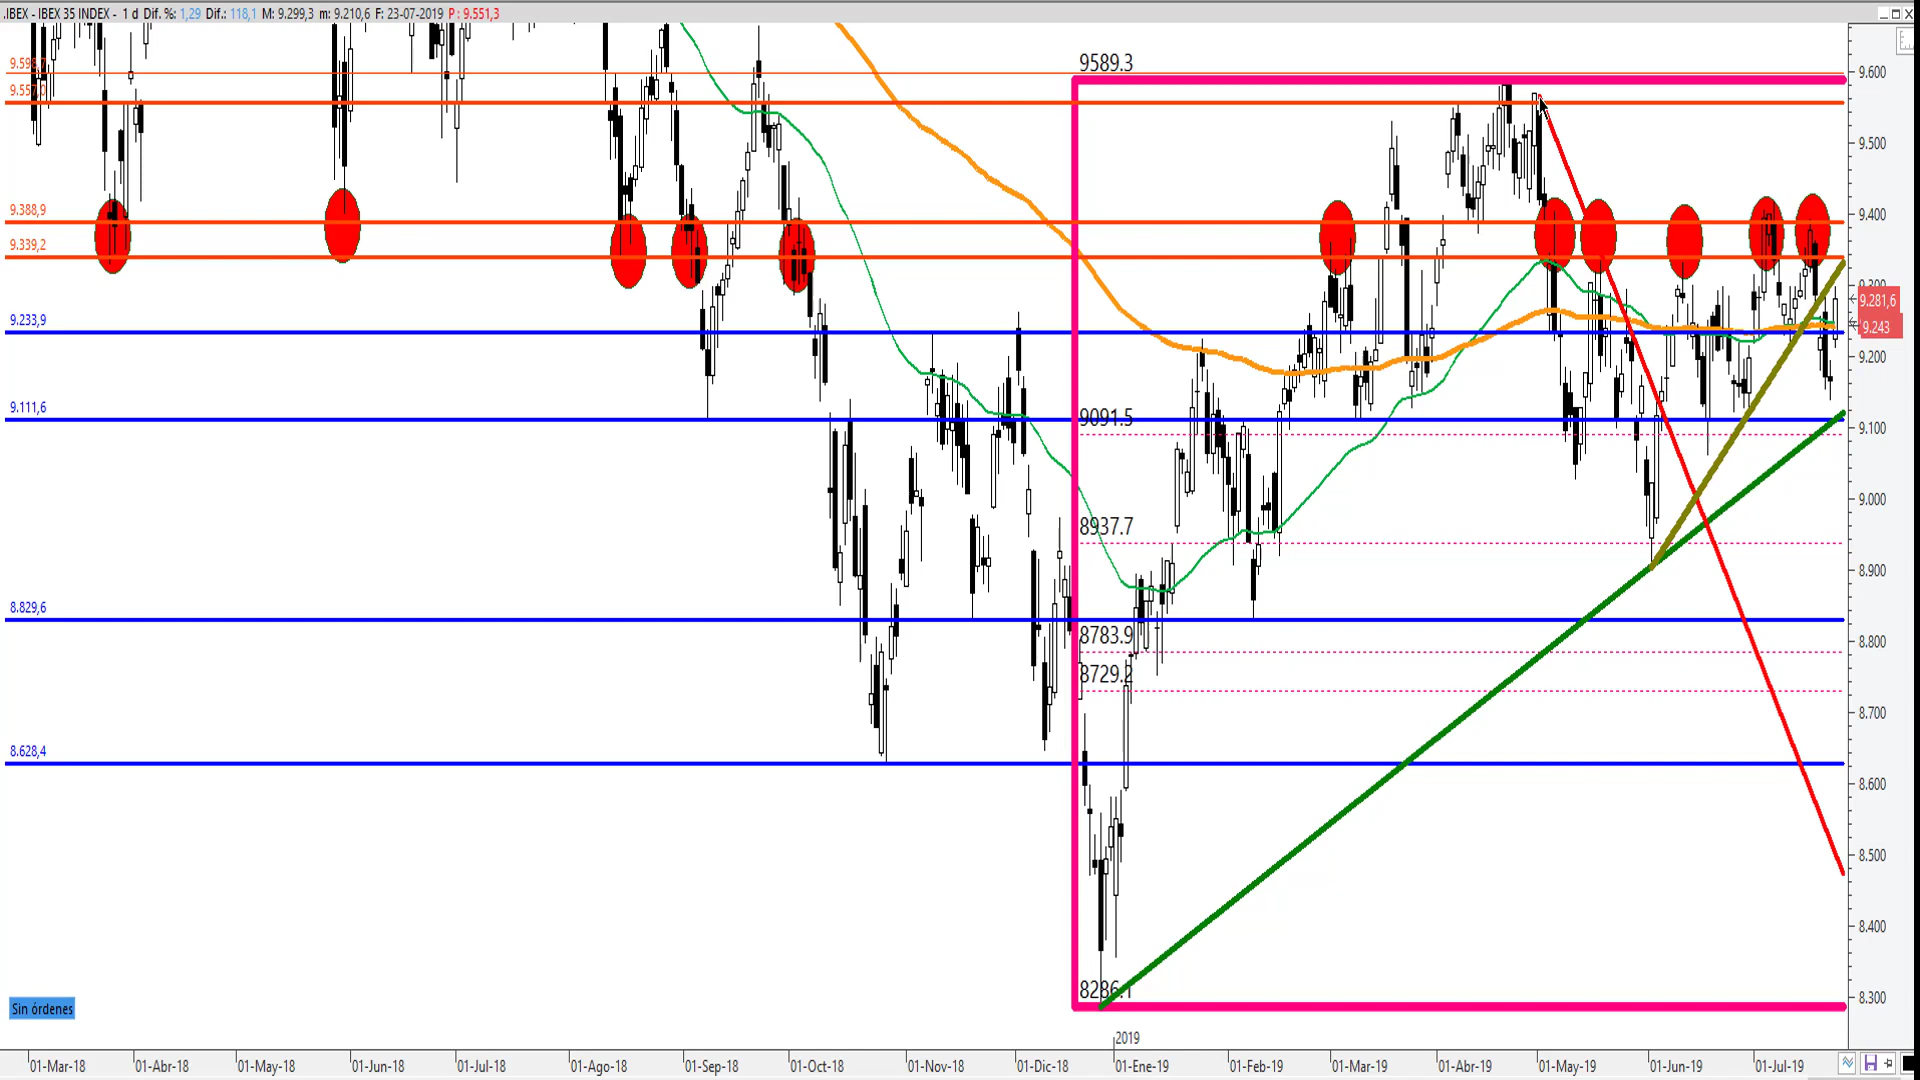 .IBEX - IBEX 35 INDEX - 1 d Dif. %: 1,29 Dif.: 118,1 M: 9.299,3 m: 9.210,6 F: 23-07-2019 P: 9.551,3
9589.3
9.600
9.557,0
9.500
9.388,9
9.400
9.339,2
9.300
9.281,6
9.233,9
9.243
9.200
9.111,6
9091.5
9.100
9.000
8937.7
8.900
8.829,6
8783.9
8.800
8729.2
8.700
8.628,4
8.600
8.500
8.400
8286.1
8.300
Sin órdenes
2019
01-Mar-18
01-Abr-18
01-May-18
01-Jun-18
01-Jul-18
01-Ago-18
01-Sep-18
01-Oct-18
01-Nov-18
01-Dic-18
01-Ene-19
01-Feb-19
01-Mar-19
01-Abr-19
01-May-19
01-Jun-19
01-Jul-19